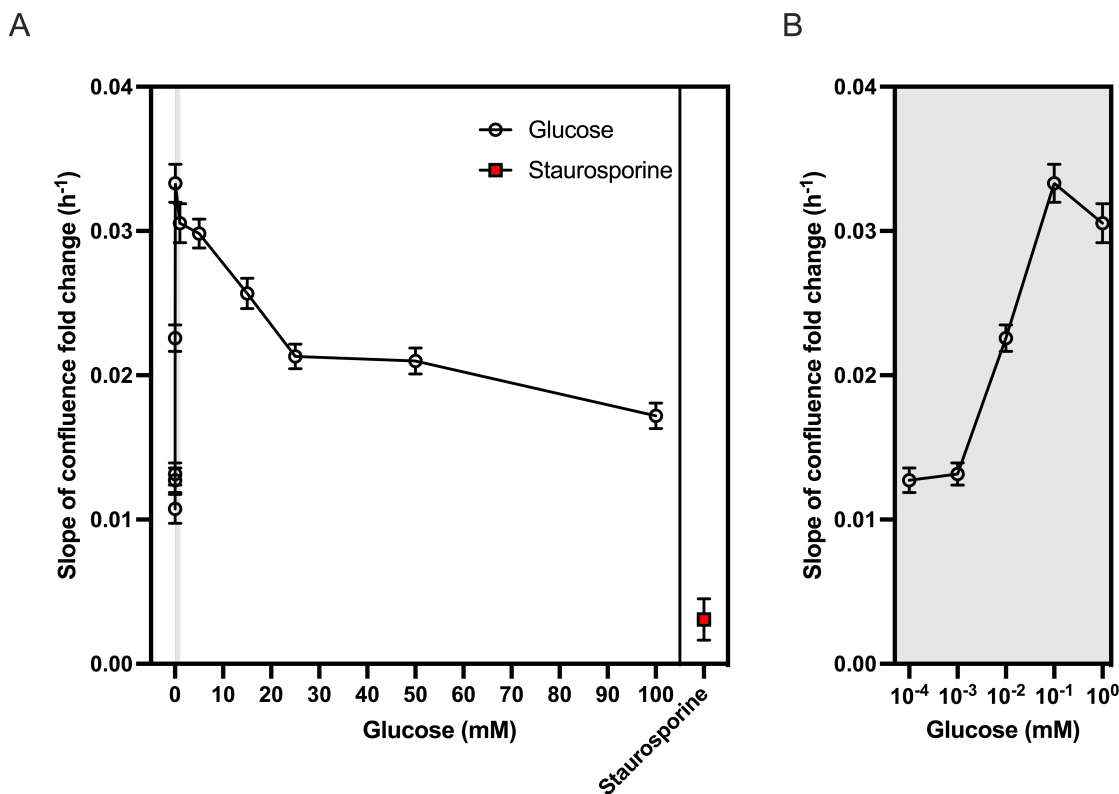 A
Slope of confluence fold change (h⁻¹)
0.04
0.03
0.02
0.01
0.00
Glucose
Staurosporine
0 10 20 30 40 50 60 70 80 90 100
Staurosporine
Glucose (mM)
B
Slope of confluence fold change (h⁻¹)
0.04
0.03
0.02
0.01
0.00
10⁻⁴ 10⁻³ 10⁻² 10⁻¹ 10⁰
Glucose (mM)